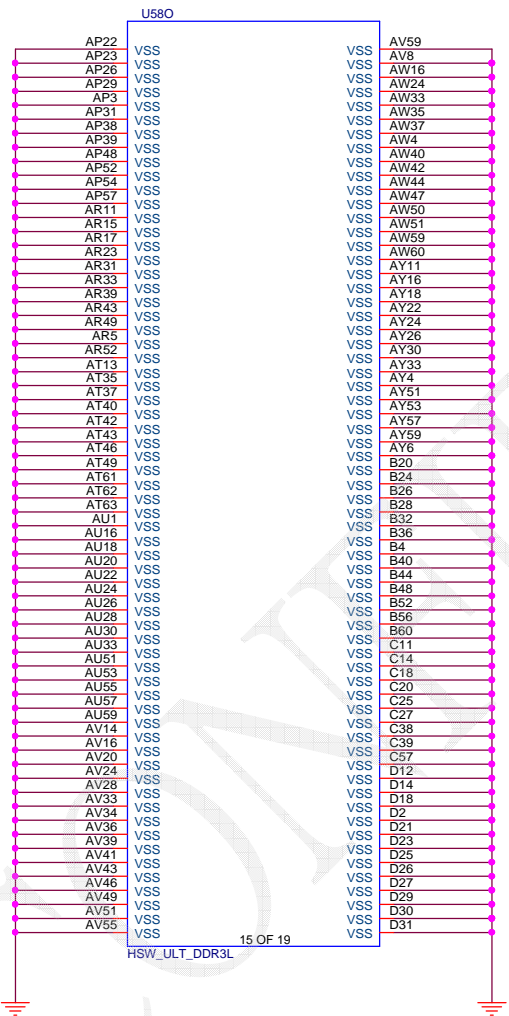 U58O
AP22 VSS VSS AV59
AP23 VSS VSS AV8
AP26 VSS VSS AW16
AP29 VSS VSS AW24
AP3 VSS VSS AW33
AP31 VSS VSS AW35
AP38 VSS VSS AW37
AP39 VSS VSS AW4
AP48 VSS VSS AW40
AP52 VSS VSS AW42
AP54 VSS VSS AW44
AP57 VSS VSS AW47
AR11 VSS VSS AW50
AR15 VSS VSS AW51
AR17 VSS VSS AW59
AR23 VSS VSS AW60
AR31 VSS VSS AY11
AR33 VSS VSS AY16
AR39 VSS VSS AY18
AR43 VSS VSS AY22
AR49 VSS VSS AY24
AR5 VSS VSS AY26
AR52 VSS VSS AY30
AT13 VSS VSS AY33
AT35 VSS VSS AY4
AT37 VSS VSS AY51
AT40 VSS VSS AY53
AT42 VSS VSS AY57
AT43 VSS VSS AY59
AT46 VSS VSS AY6
AT49 VSS VSS B20
AT61 VSS VSS B24
AT62 VSS VSS B26
AT63 VSS VSS B28
AU1 VSS VSS B32
AU16 VSS VSS B36
AU18 VSS VSS B4
AU20 VSS VSS B40
AU22 VSS VSS B44
AU24 VSS VSS B48
AU26 VSS VSS B52
AU28 VSS VSS B56
AU30 VSS VSS B60
AU33 VSS VSS C11
AU51 VSS VSS C14
AU53 VSS VSS C18
AU55 VSS VSS C20
AU57 VSS VSS C25
AU59 VSS VSS C27
AV14 VSS VSS C38
AV16 VSS VSS C39
AV20 VSS VSS C57
AV24 VSS VSS D12
AV28 VSS VSS D14
AV33 VSS VSS D18
AV34 VSS VSS D2
AV36 VSS VSS D21
AV39 VSS VSS D23
AV41 VSS VSS D25
AV43 VSS VSS D26
AV46 VSS VSS D27
AV49 VSS VSS D29
AV51 VSS VSS D30
AV55 VSS VSS D31
15 OF 19
HSW_ULT_DDR3L